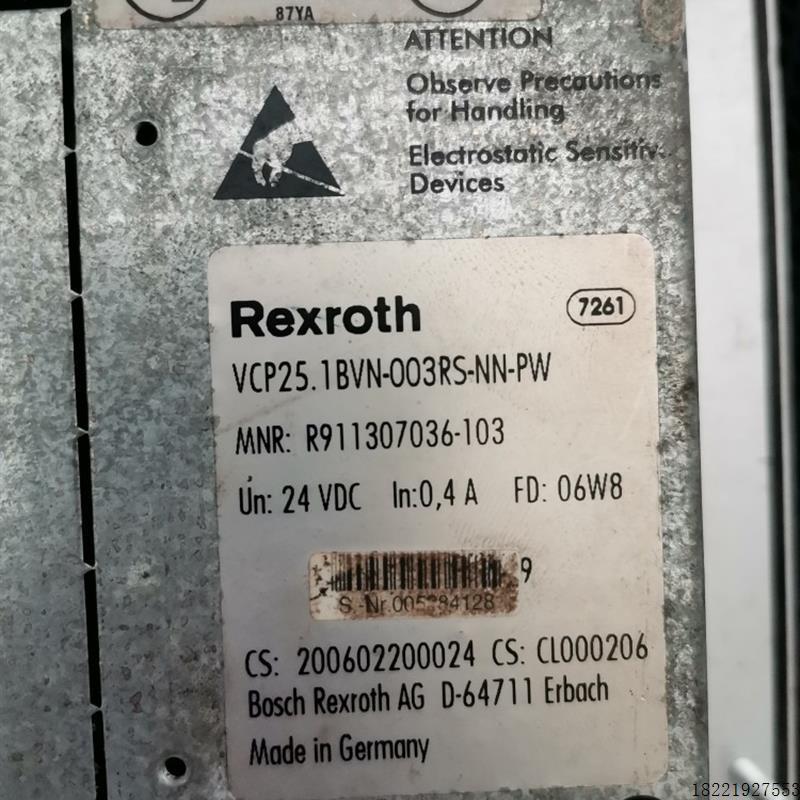 87YA
ATTENTION
Observe Precautions
for Handling
Electrostatic
Devices
Rexroth
7261
VCP25.1BVN-003RS-NN-PW
MNR: R911307036-103
Un: 24 VDC In:0,4 A FD: 06W8
9
S.-Nr.
CS: 200602200024 CS: CL000206
Bosch Rexroth AG D-64711 Erbach
Made in Germany
18221927553